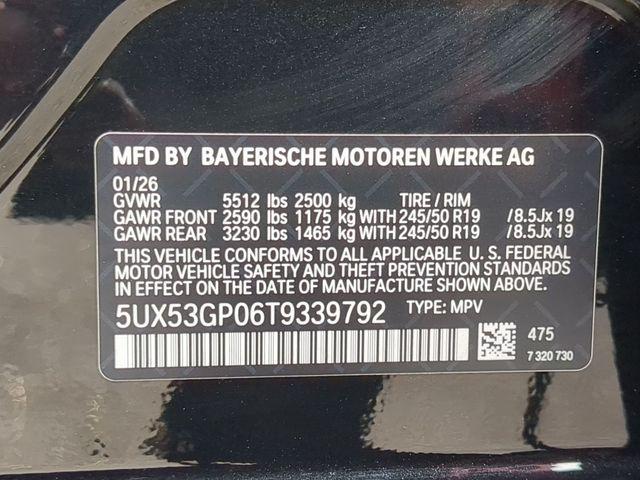 MFD BY BAYERISCHE MOTOREN WERKE AG
01/26
GVWR 5512 lbs 2500 kg TIRE / RIM
GAWR FRONT 2590 lbs 1175 kg WITH 245/50 R19 /8.5Jx 19
GAWR REAR 3230 lbs 1465 kg WITH 245/50 R19 /8.5Jx 19
THIS VEHICLE CONFORMS TO ALL APPLICABLE U. S. FEDERAL
MOTOR VEHICLE SAFETY AND THEFT PREVENTION STANDARDS
IN EFFECT ON THE DATE OF MANUFACTURE SHOWN ABOVE.
5UX53GP06T9339792 TYPE: MPV
475
7 320 730